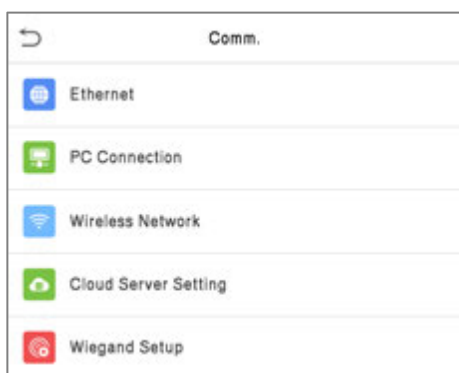 Comm.
Ethernet
PC Connection
Wireless Network
Cloud Server Setting
Wiegand Setup